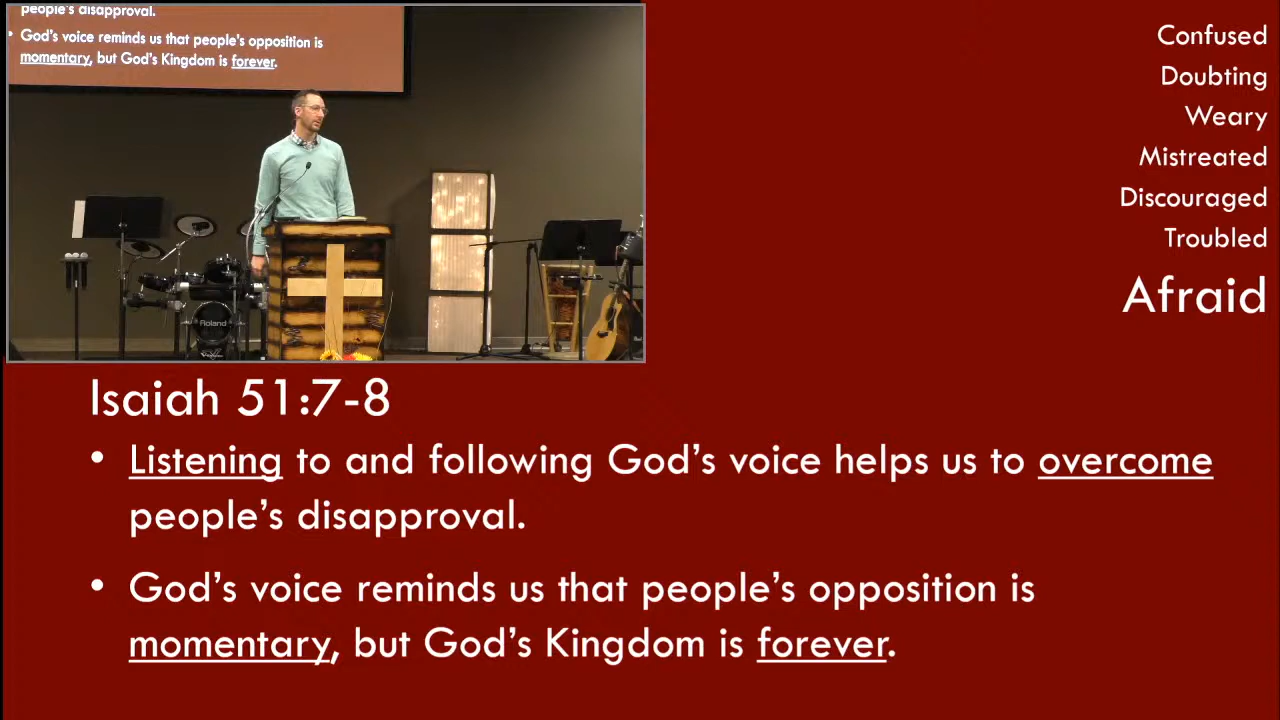 people's disapproval.
• God's voice reminds us that people's opposition is
momentary, but God's Kingdom is forever.
Roland
Confused
Doubting
Weary
Mistreated
Discouraged
Troubled
Afraid
Isaiah 51:7-8
• Listening to and following God’s voice helps us to overcome
people’s disapproval.
• God’s voice reminds us that people’s opposition is
momentary, but God’s Kingdom is forever.